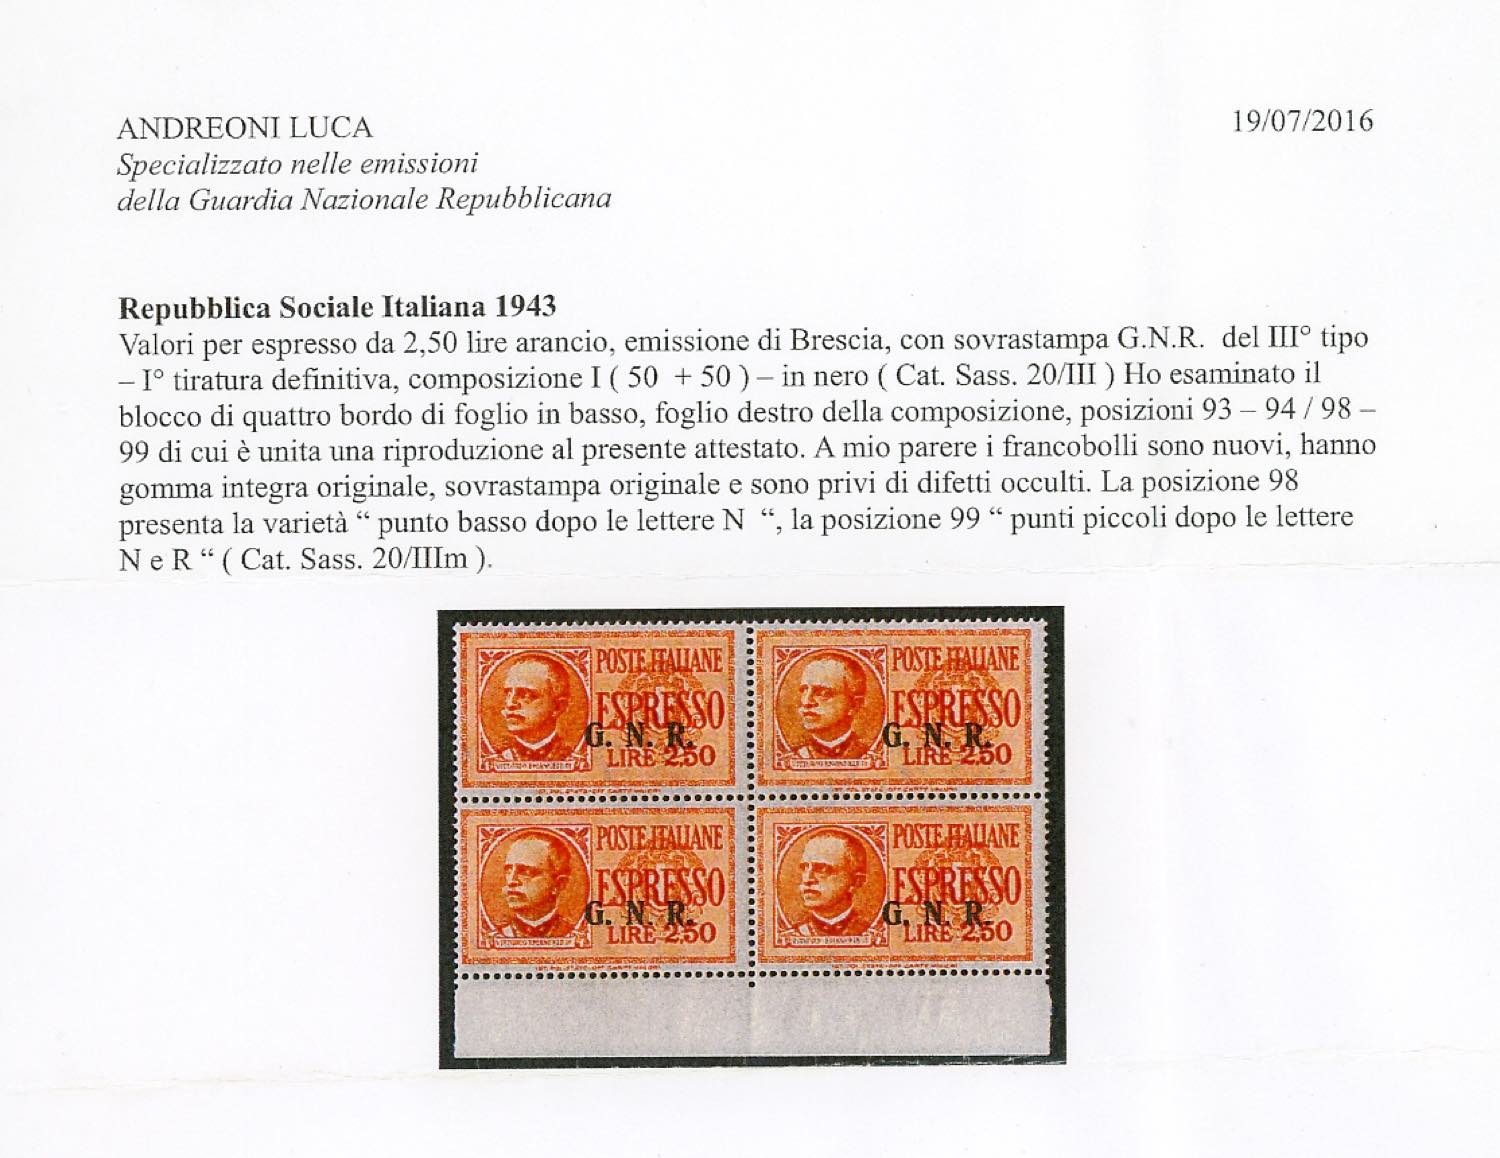 ANDREONI LUCA
19/07/2016
Specializzato nelle emissioni
della Guardia Nazionale Repubblicana
Repubblica Sociale Italiana 1943
Valori per espresso da 2,50 lire arancio, emissione di Brescia, con sovrastampa G.N.R. del III° tipo
– I° tiratura definitiva, composizione I ( 50 + 50 ) – in nero ( Cat. Sass. 20/III ) Ho esaminato il
blocco di quattro bordo di foglio in basso, foglio destro della composizione, posizioni 93 – 94 / 98 –
99 di cui è unita una riproduzione al presente attestato. A mio parere i francobolli sono nuovi, hanno
gomma integra originale, sovrastampa originale e sono privi di difetti occulti. La posizione 98
presenta la varietà “ punto basso dopo le lettere N “, la posizione 99 “ punti piccoli dopo le lettere
N e R “ ( Cat. Sass. 20/IIIm ).
POSTE ITALIANE
ESPRESSO
G. N. R.
LIRE 2,50
POSTE ITALIANE
ESPRESSO
G. N. R.
LIRE 2,50
POSTE ITALIANE
ESPRESSO
G. N. R.
LIRE 2,50
POSTE ITALIANE
ESPRESSO
G. N. R.
LIRE 2,50